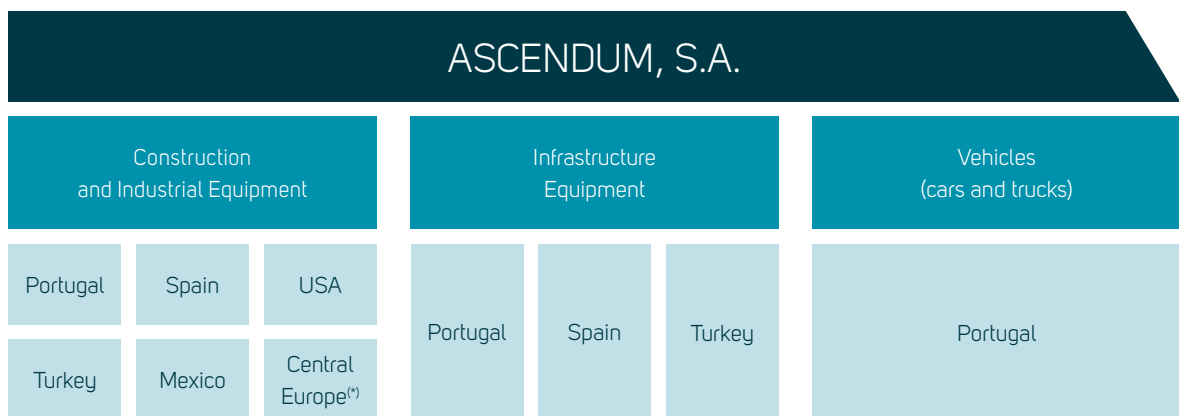 ASCENDUM, S.A.
Construction
and Industrial Equipment
Infrastructure
Equipment
Vehicles
(cars and trucks)
Portugal
Spain
USA
Turkey
Mexico
Central
Europe(*)
Portugal
Spain
Turkey
Portugal